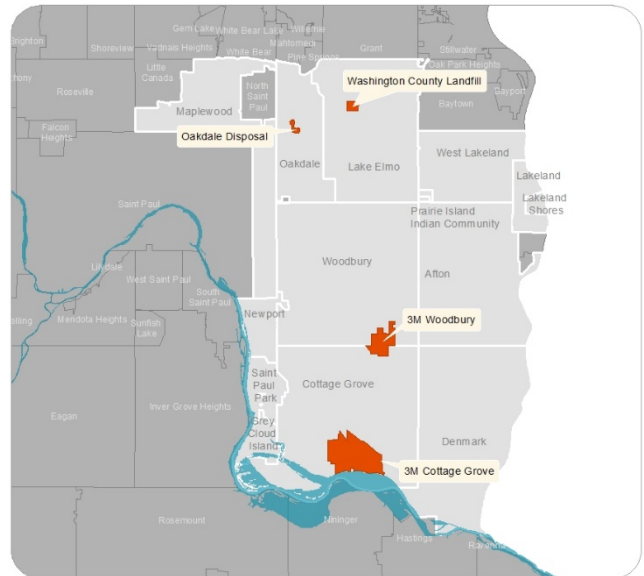 Gem Lake
White Bear Lake
Willernie
Mahtomedi
Grant
Stillwater
Shoreview
Vadnais Heights
White Bear
Pine Springs
Oak Park Heights
Little
Canada
Washington County Landfill
Bayport
Roseville
North
Saint Paul
Baytown
Maplewood
Falcon
Heights
Oakdale Disposal
Oakdale
Lake Elmo
West Lakeland
Lakeland
Lakeland
Shores
Saint Paul
Prairie Island
Indian Community
Woodbury
Afton
Lilydale
West Saint Paul
South
Saint Paul
Mendota Heights
Sunfish
Lake
Newport
3M Woodbury
Saint
Paul
Park
Cottage Grove
Eagan
Inver Grove Heights
Grey
Cloud
Island
Denmark
3M Cottage Grove
Rosemount
Nininger
Hastings